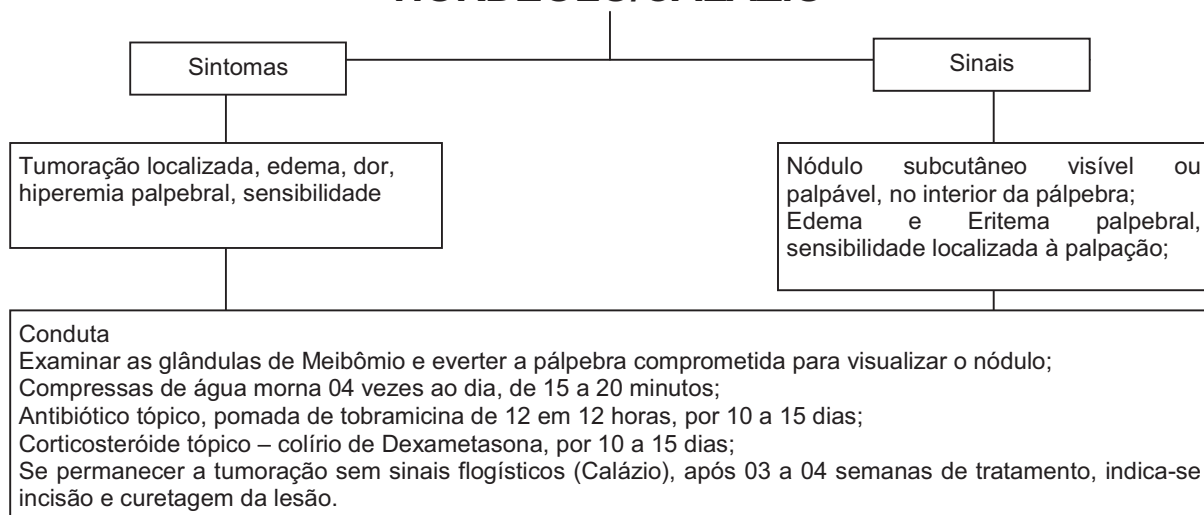 Sintomas
Sinais
Tumoração localizada, edema, dor,
hiperemia palpebral, sensibilidade
Nódulo subcutâneo visível ou
palpável, no interior da pálpebra;
Edema e Eritema palpebral,
sensibilidade localizada à palpação;
Conduta
Examinar as glândulas de Meibômio e everter a pálpebra comprometida para visualizar o nódulo;
Compressas de água morna 04 vezes ao dia, de 15 a 20 minutos;
Antibiótico tópico, pomada de tobramicina de 12 em 12 horas, por 10 a 15 dias;
Corticosteróide tópico – colírio de Dexametasona, por 10 a 15 dias;
Se permanecer a tumoração sem sinais flogísticos (Calázio), após 03 a 04 semanas de tratamento, indica-se
incisão e curetagem da lesão.